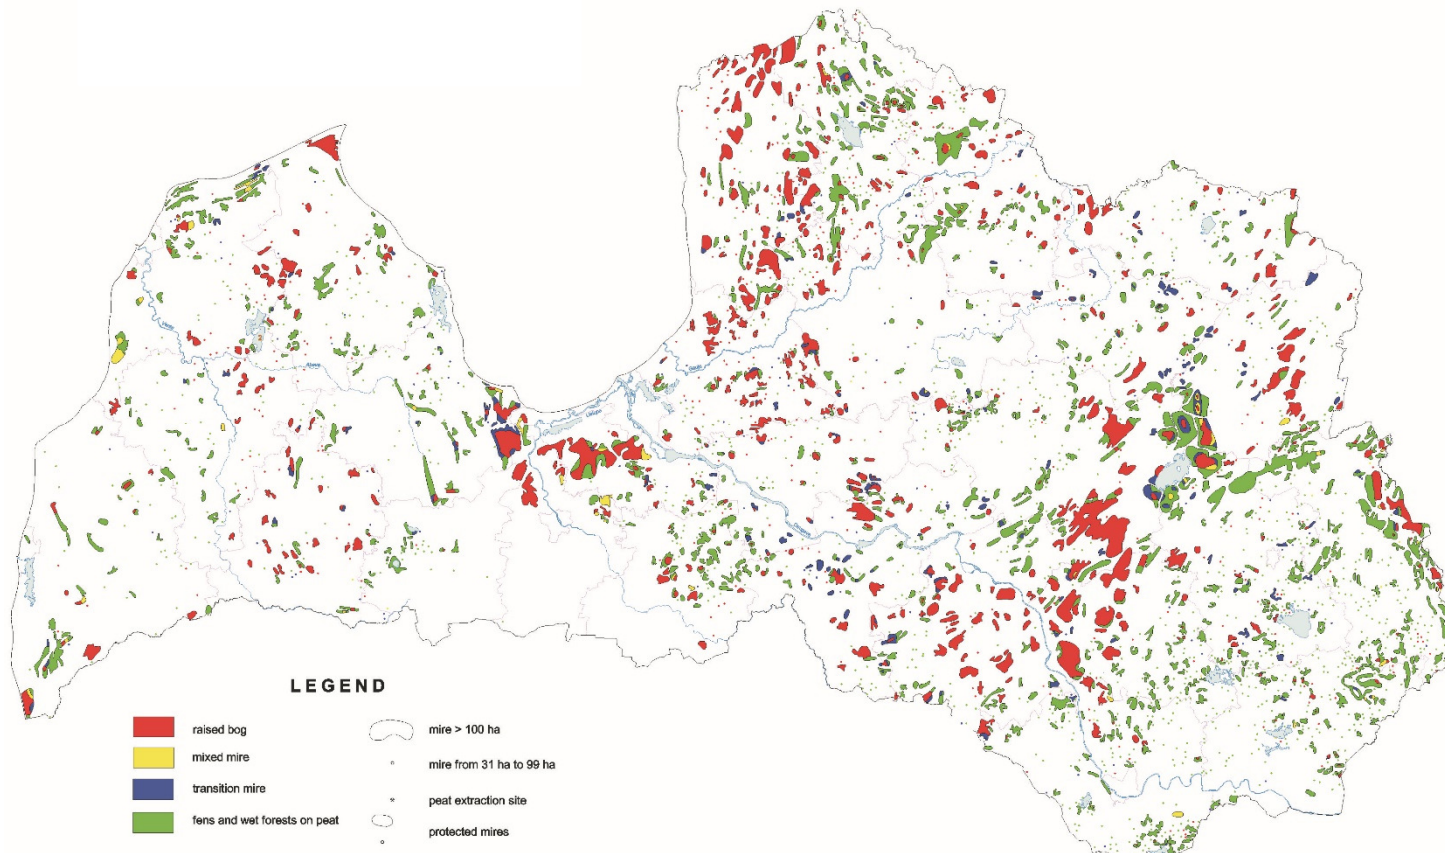 LEGEND
raised bog
mixed mire
transition mire
fens and wet forests on peat
mire > 100 ha
mire from 31 ha to 99 ha
peat extraction site
protected mires